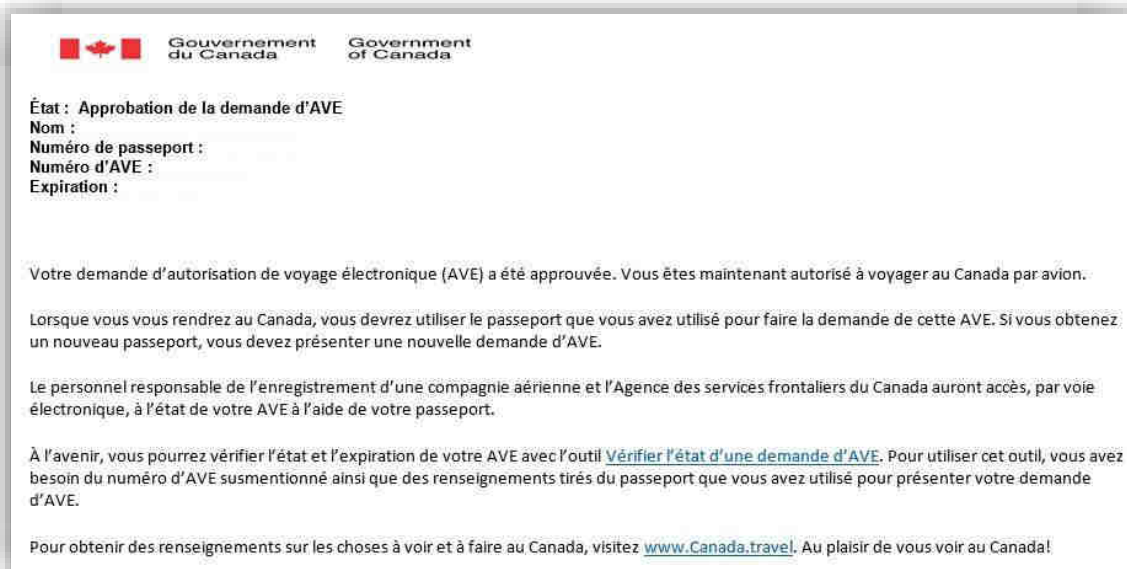 Gouvernement Government
du Canada of Canada
État : Approbation de la demande d’AVE
Nom :
Numéro de passeport :
Numéro d’AVE :
Expiration :
Votre demande d’autorisation de voyage électronique (AVE) a été approuvée. Vous êtes maintenant autorisé à voyager au Canada par avion.
Lorsque vous vous rendrez au Canada, vous devrez utiliser le passeport que vous avez utilisé pour faire la demande de cette AVE. Si vous obtenez
un nouveau passeport, vous devez présenter une nouvelle demande d’AVE.
Le personnel responsable de l’enregistrement d’une compagnie aérienne et l’Agence des services frontaliers du Canada auront accès, par voie
électronique, à l’état de votre AVE à l’aide de votre passeport.
À l’avenir, vous pourrez vérifier l’état et l’expiration de votre AVE avec l’outil Vérifier l’état d’une demande d’AVE. Pour utiliser cet outil, vous avez
besoin du numéro d’AVE susmentionné ainsi que des renseignements tirés du passeport que vous avez utilisé pour présenter votre demande
d’AVE.
Pour obtenir des renseignements sur les choses à voir et à faire au Canada, visitez www.Canada.travel. Au plaisir de vous voir au Canada!